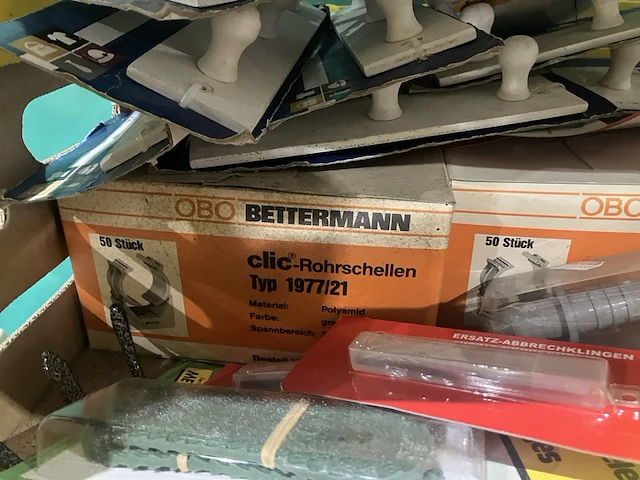 OBO BETTERMANN
50 Stück
clic®-Rohrschellen
Typ 1977/21
Material: Polyamid
Farbe:
Spannbereich:
OBO
50 Stück
ERSATZ-ABBRECHKLINGEN